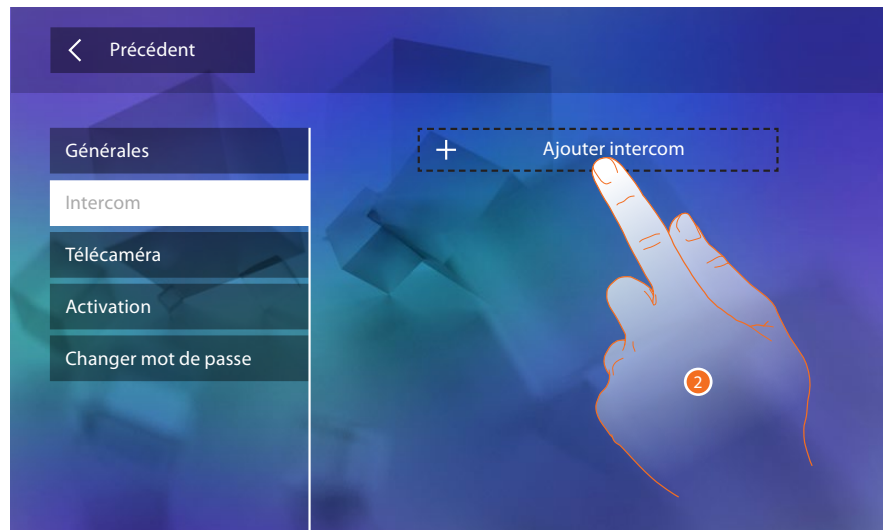 Précédent
Générales
Intercom
Télécaméra
Activation
Changer mot de passe
+ Ajouter intercom
2